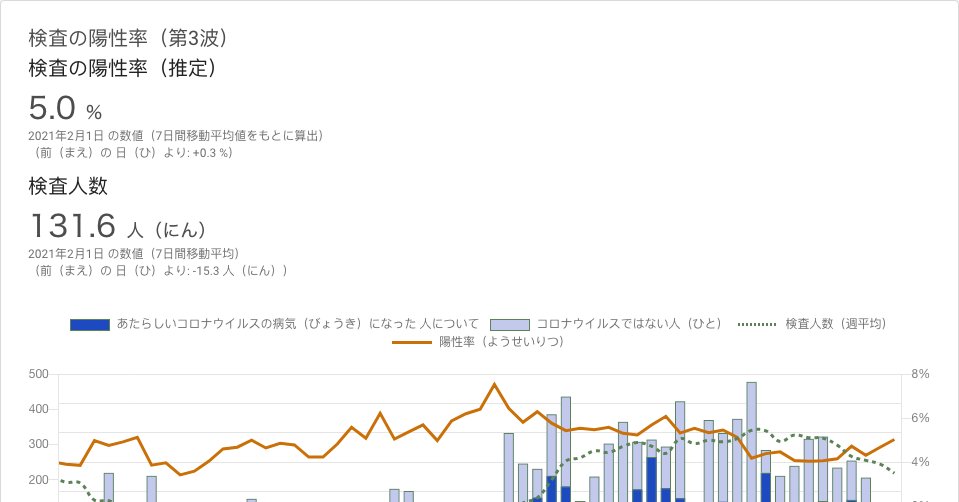 検査の陽性率（第3波）
検査の陽性率（推定）
5.0 %
2021年2月1日 の数値（7日間移動平均値をもとに算出）
（前（まえ）の 日（ひ）より: +0.3 %）
検査人数
131.6 人（にん）
2021年2月1日 の数値（7日間移動平均）
（前（まえ）の 日（ひ）より: -15.3 人（にん））
あたらしいコロナウイルスの病気（びょうき）になった 人について コロナウイルスではない人（ひと） 検査人数（週平均）
陽性率（ようせいりつ）
500 8%
400 6%
300 4%
200